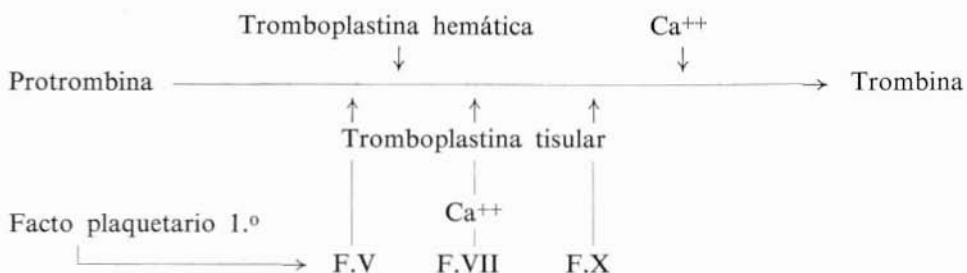 Tromboplastina hemática Ca++
Protrombina Trombina
Tromboplastina tisular
Ca++
Facto plaquetario 1.º
F.V F.VII F.X